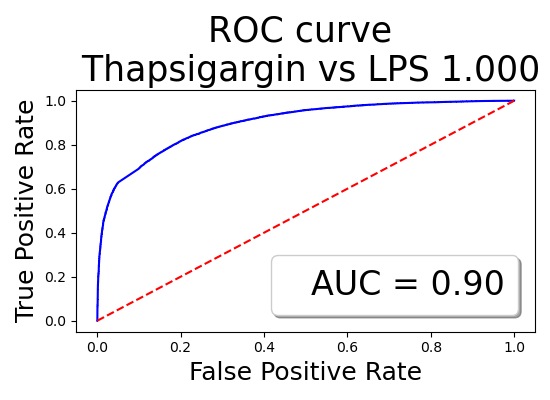 ROC curve
Thapsigargin vs LPS 1.000
True Positive Rate
1.0
0.8
0.6
0.4
0.2
0.0
AUC = 0.90
0.0 0.2 0.4 0.6 0.8 1.0
False Positive Rate